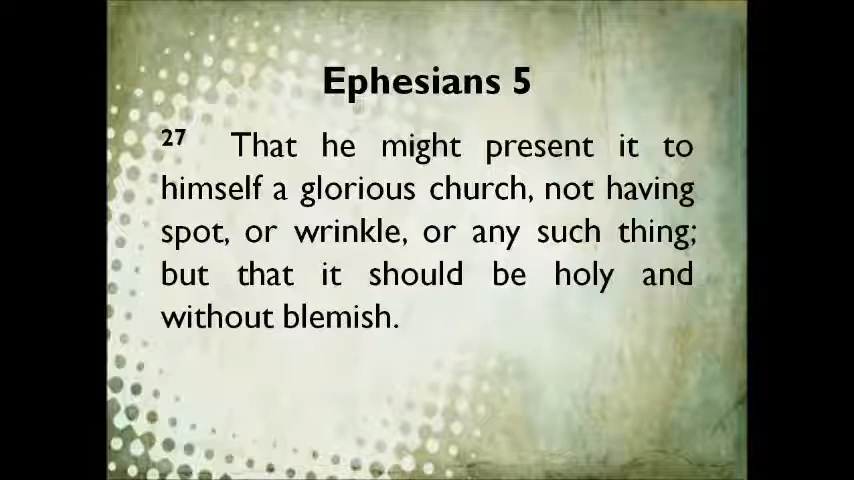 Ephesians 5
27 That he might present it to
himself a glorious church, not having
spot, or wrinkle, or any such thing;
but that it should be holy and
without blemish.